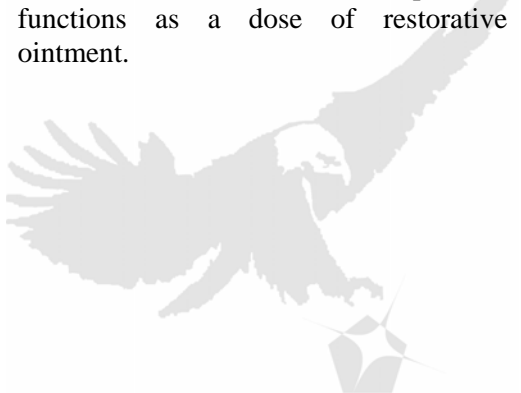 functions as a dose of restorative
ointment.